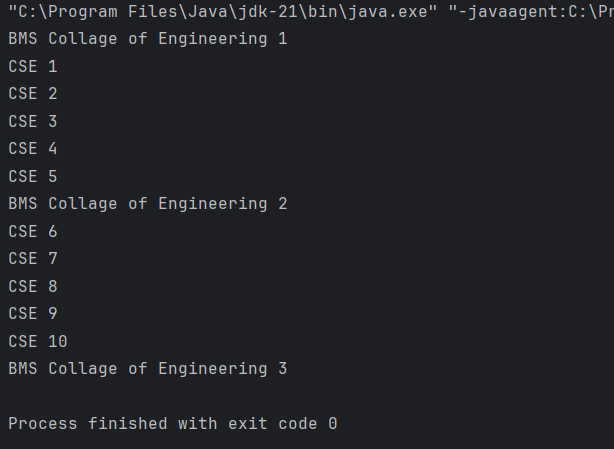 "C:\Program Files\Java\jdk-21\bin\java.exe" "-javaagent:C:\Pr
BMS Collage of Engineering 1
CSE 1
CSE 2
CSE 3
CSE 4
CSE 5
BMS Collage of Engineering 2
CSE 6
CSE 7
CSE 8
CSE 9
CSE 10
BMS Collage of Engineering 3
Process finished with exit code 0